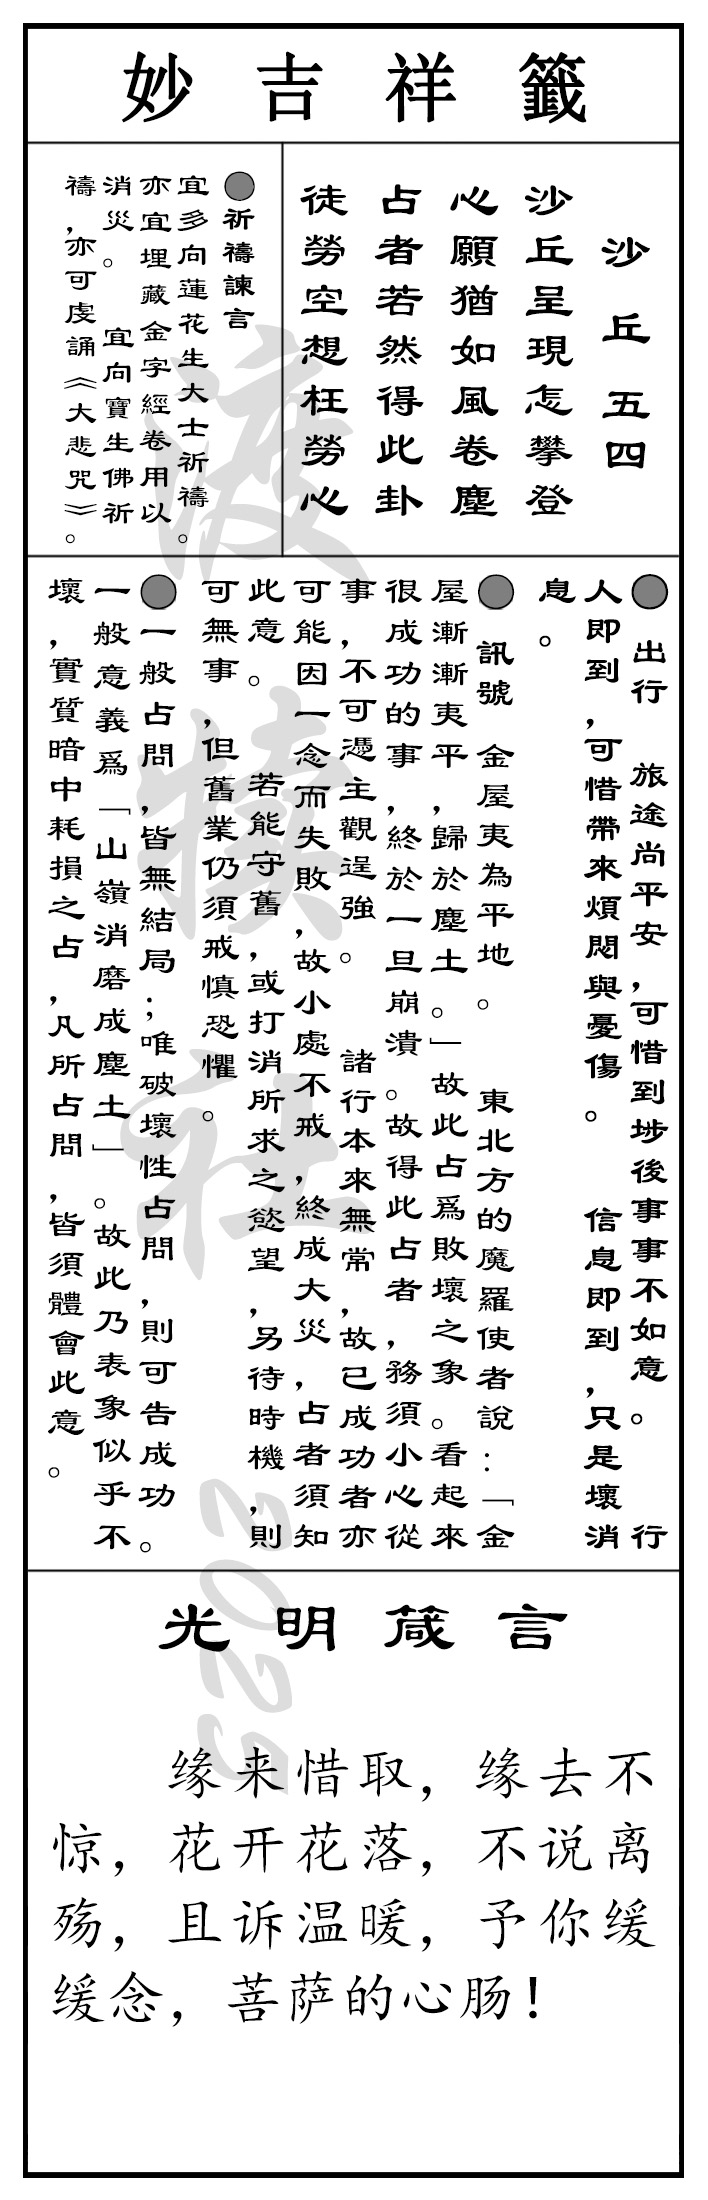 妙吉祥籤
沙丘 五四
沙丘呈現怎攀登
心願猶如風卷塵
占者若然得此卦
徒勞空想枉勞心
●祈禱諫言
宜多向蓮花生大士祈禱。
亦宜埋藏金字經卷用以
消災。 宜向寶生佛祈
禱,亦可虔誦《大悲咒》。
● 出行 旅途尚平安,可惜到埗後事事不如意。 行
人即到,可惜帶來煩悶與憂傷。 信息即到,只是壞消
息。
● 訊號 金屋夷為平地。 東北方的魔羅使者說:「金
屋漸漸夷平,歸於塵土。」故此占爲敗壞之象。看起來
很成功的事,終於一旦崩潰。故得此占者,務須小心從
事,不可憑主觀逞強。 諸行本來無常,故已成功者亦
可能因一念而失敗,故小處不戒,終成大災,占者須知
此意。 若能守舊,或打消所求之慾望,另待時機,則
可無事,但舊業仍須戒慎恐懼。
●一般占問,皆無結局;唯破壞性占問,則可告成功。
一般意義爲「山嶺消磨成塵土」。故此乃表象似乎不
壞,實質暗中耗損之占,凡所占問,皆須體會此意。
光明箴言
缘来惜取，缘去不
惊，花开花落，不说离
殇，且诉温暖，予你缓
缓念，菩萨的心肠！
渡犊社 2025